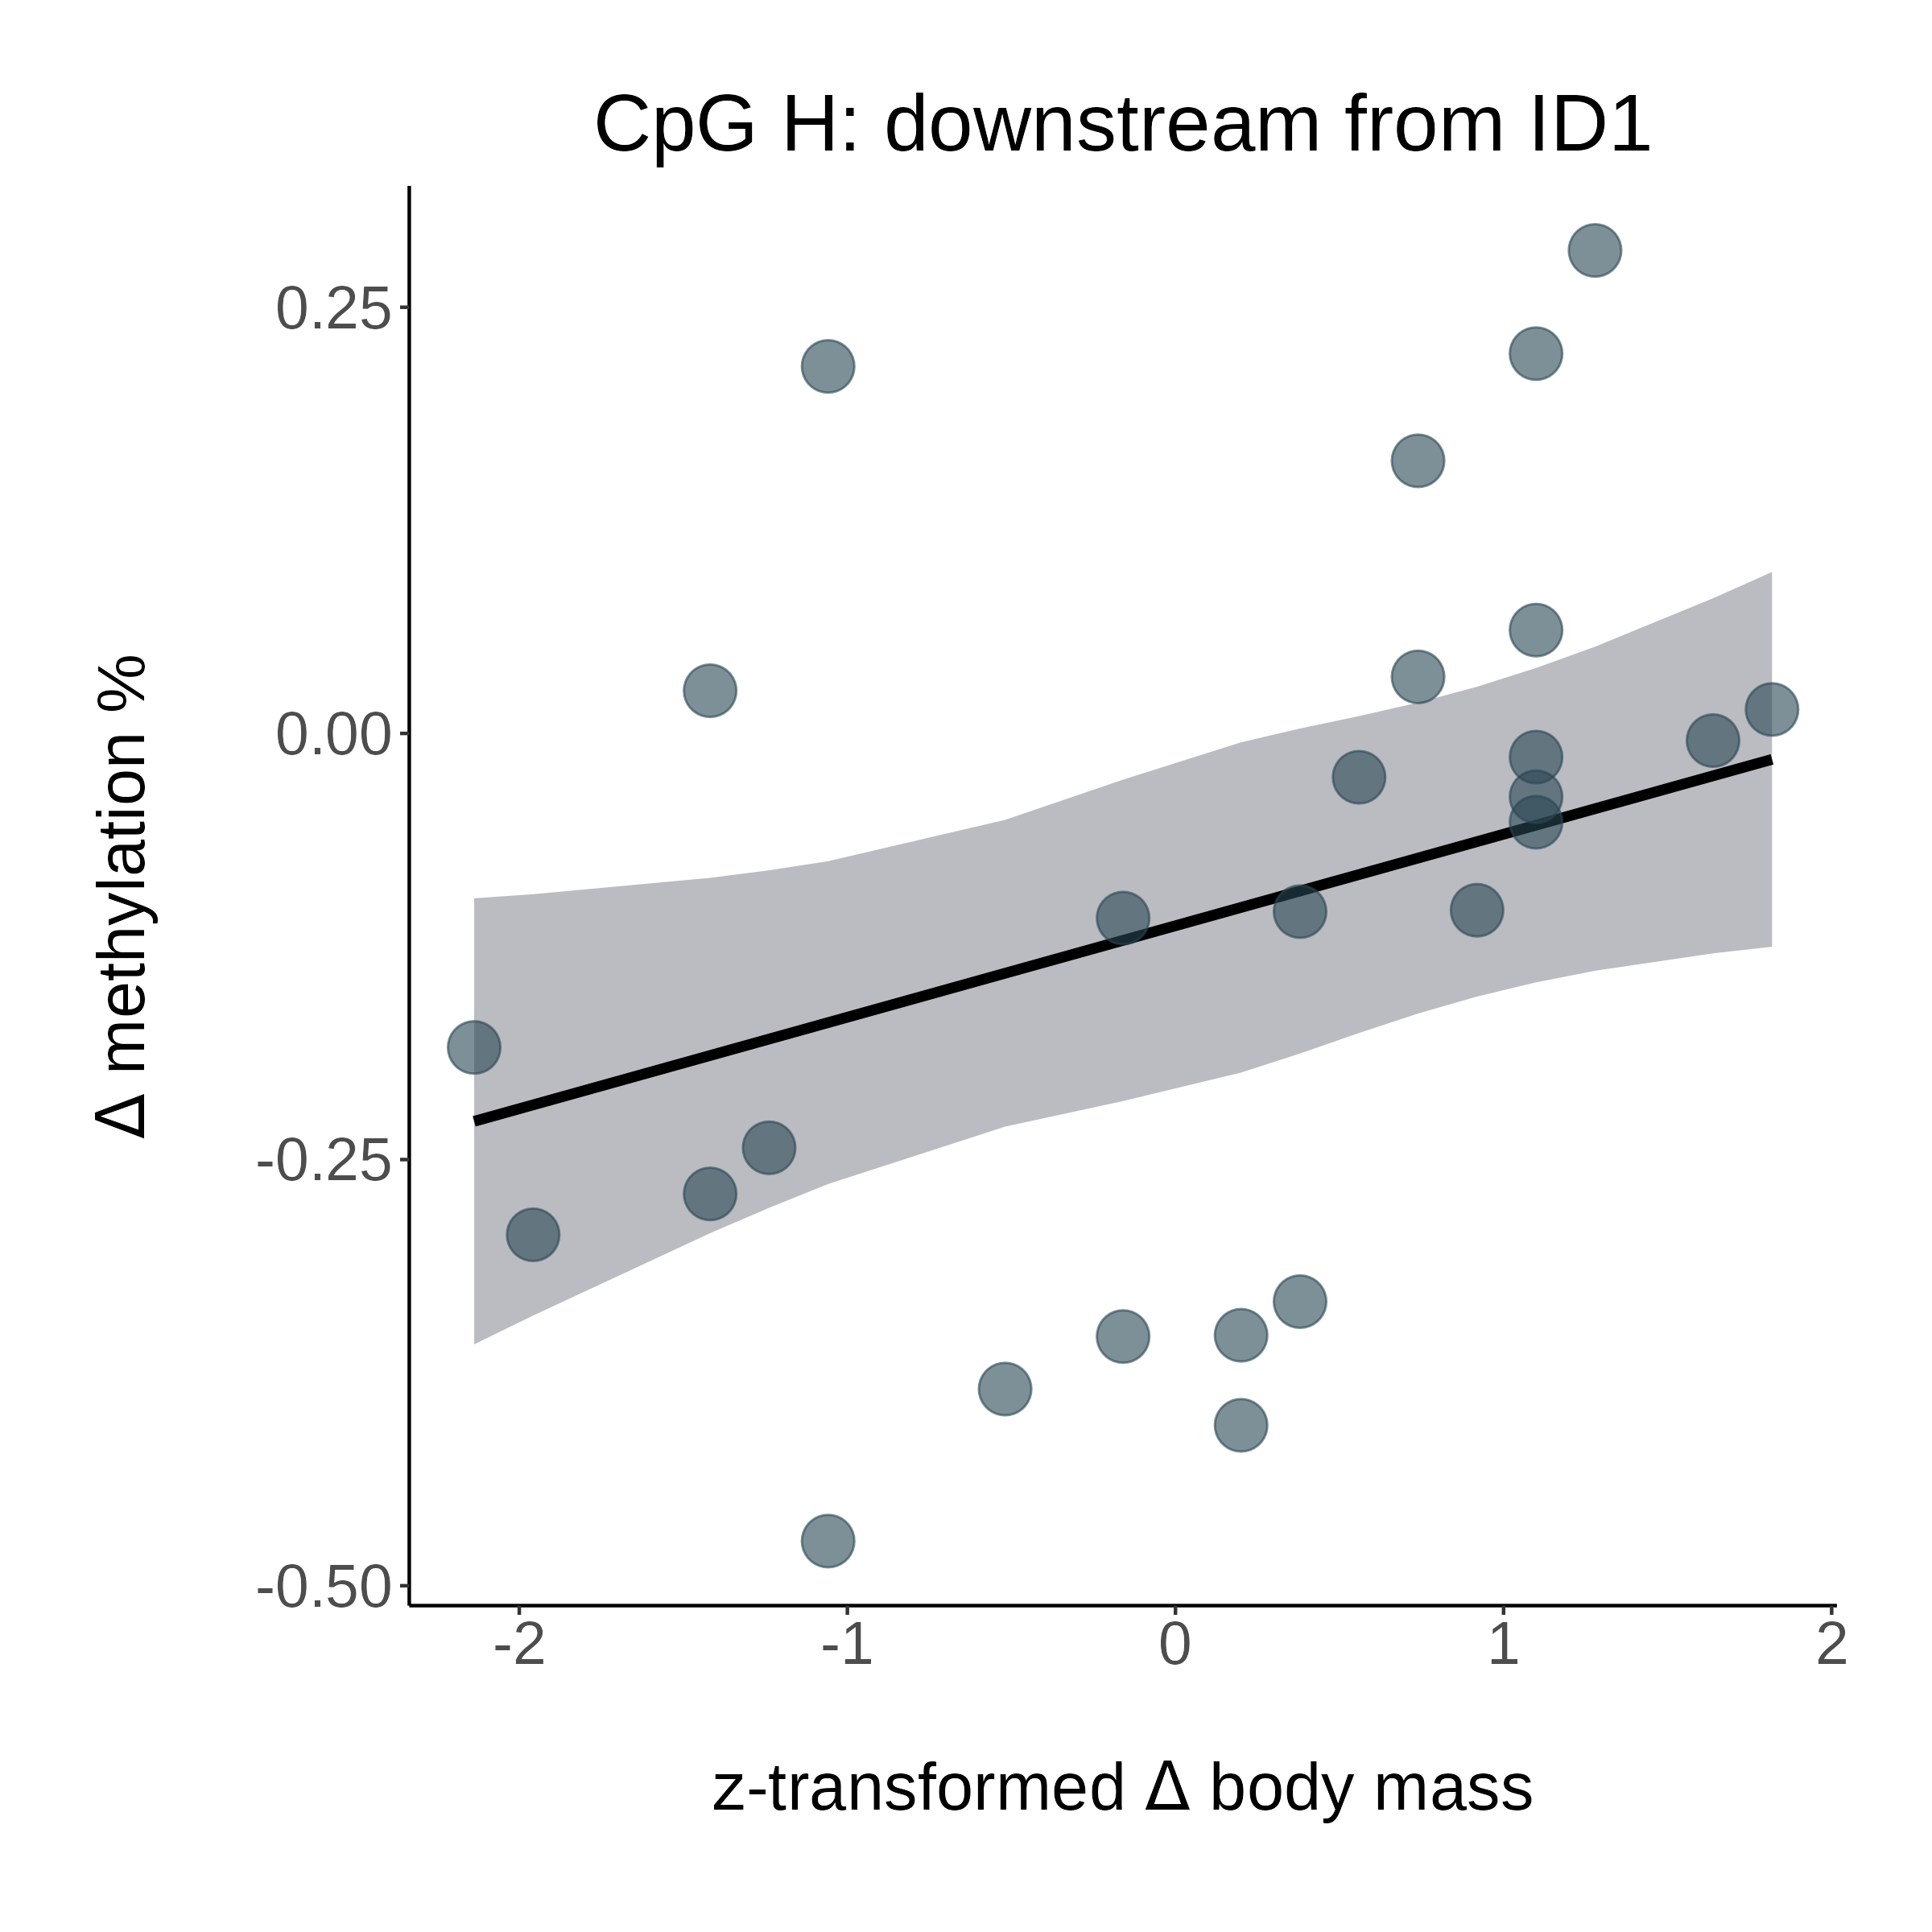 CpG H: downstream from ID1
Δ methylation %
0.25
0.00
-0.25
-0.50
-2 -1 0 1 2
z-transformed Δ body mass